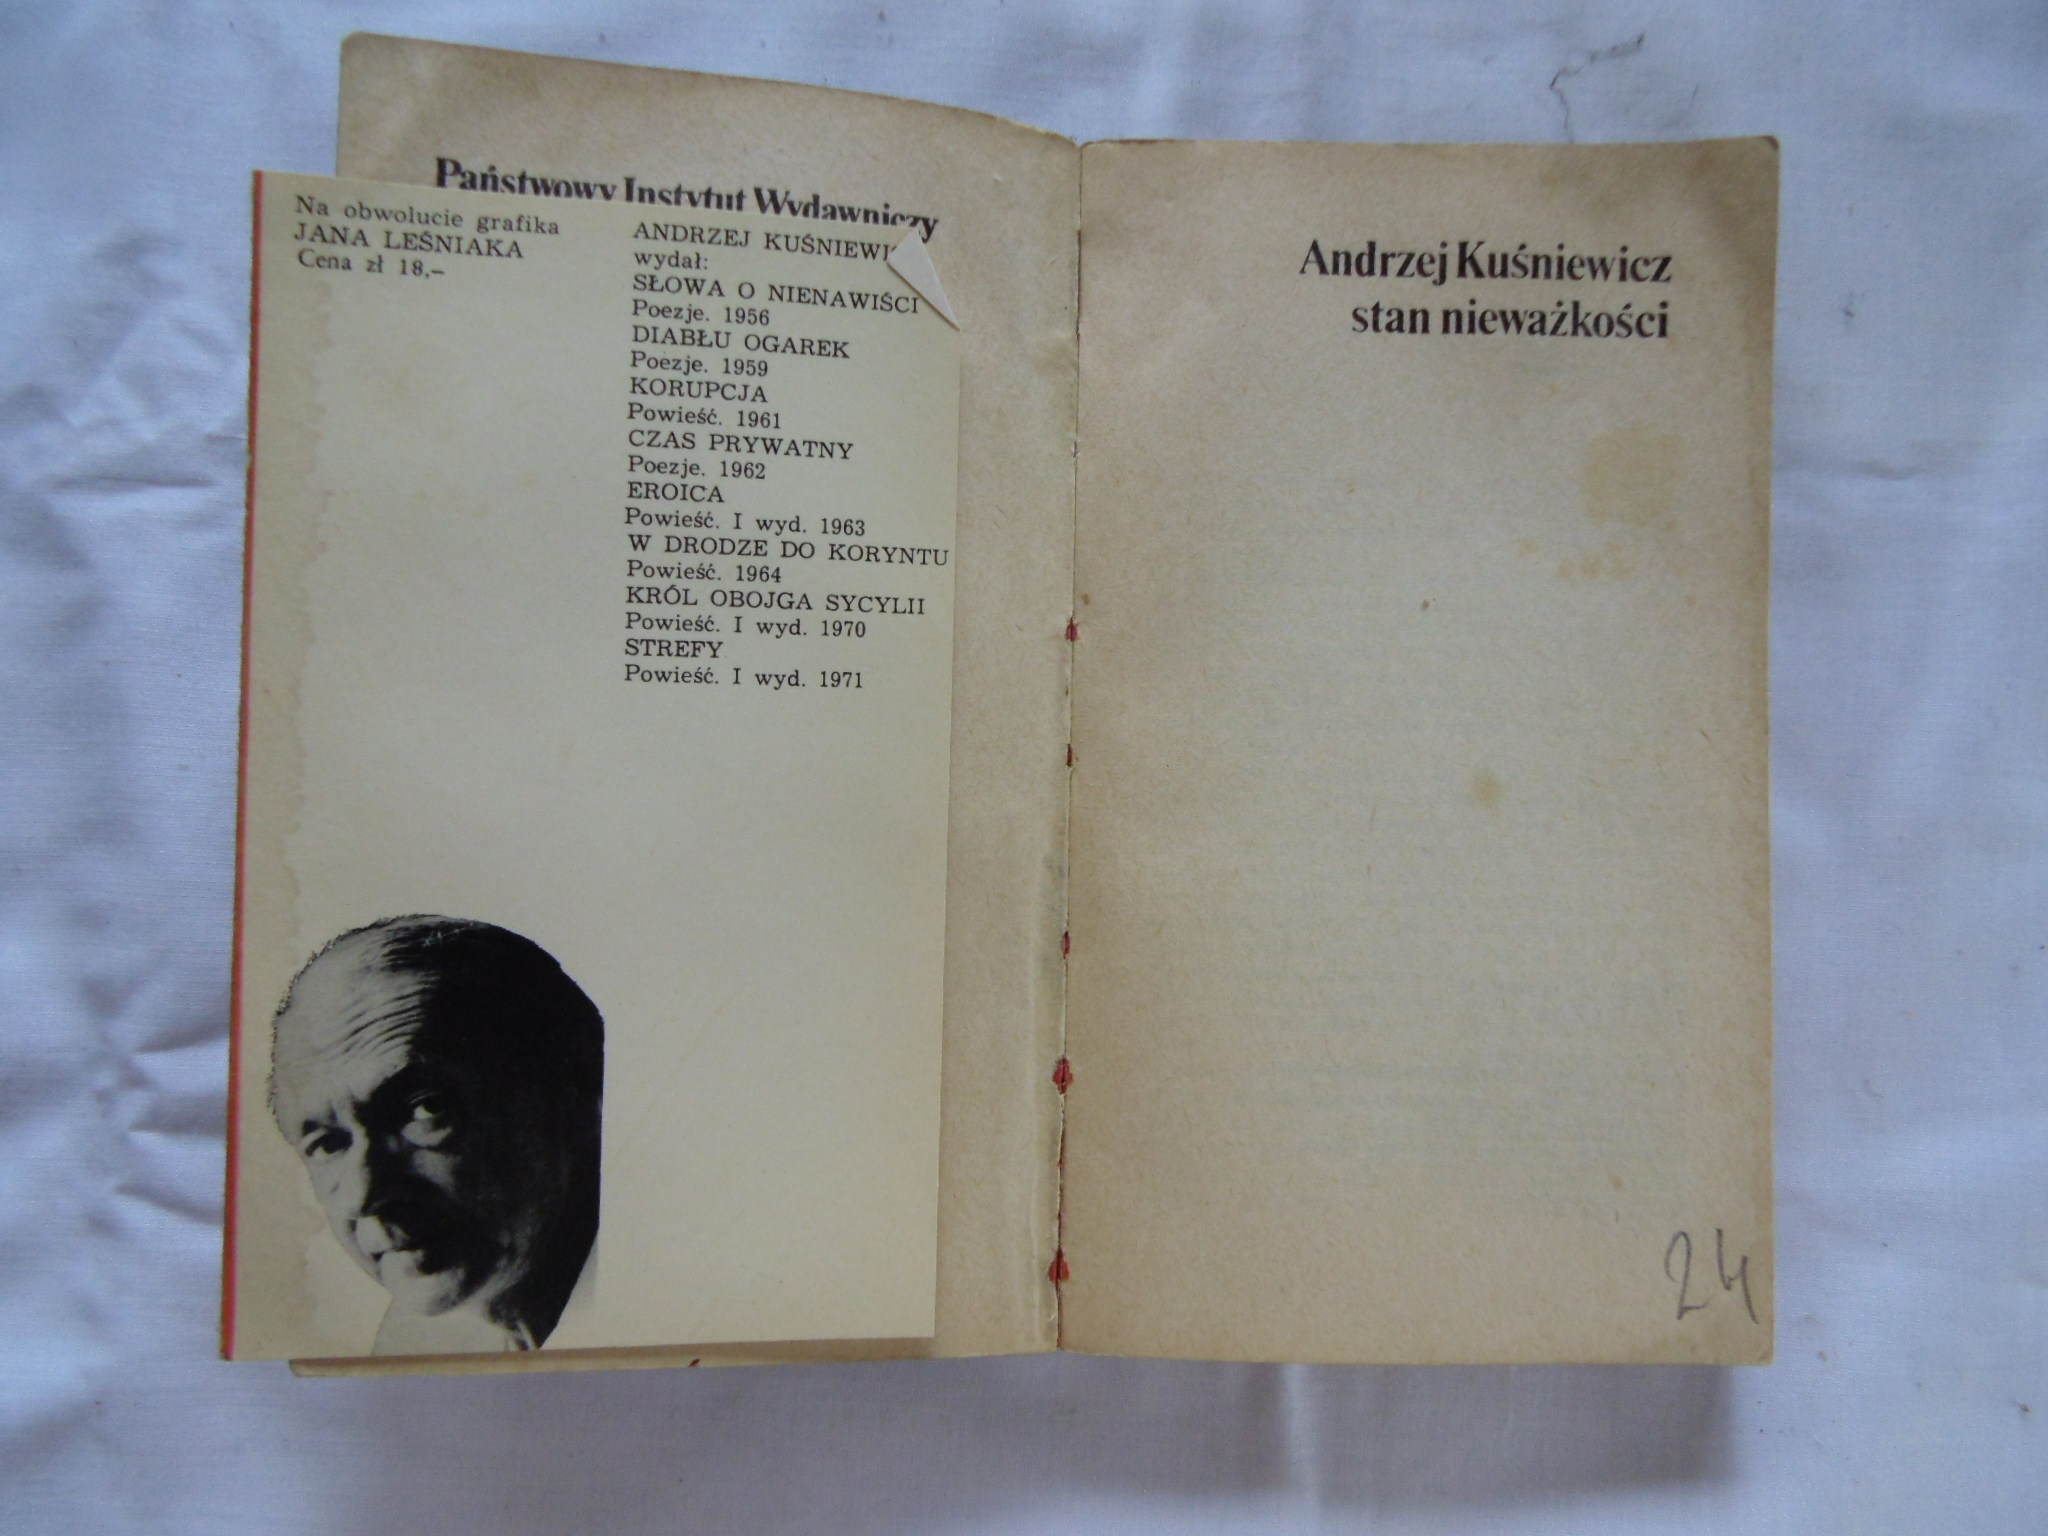 Państwowy Instytut Wydawniczy
Na obwolucie grafika
JANA LEŚNIAKA
Cena zł 18,–
ANDRZEJ KUŚNIEWI
wydał:
SŁOWA O NIENAWIŚCI
Poezje. 1956
DIABŁU OGAREK
Poezje. 1959
KORUPCJA
Powieść. 1961
CZAS PRYWATNY
Poezje. 1962
EROICA
Powieść. I wyd. 1963
W DRODZE DO KORYNTU
Powieść. 1964
KRÓL OBOJGA SYCYLII
Powieść. I wyd. 1970
STREFY
Powieść. I wyd. 1971
Andrzej Kuśniewicz
stan nieważkości
24